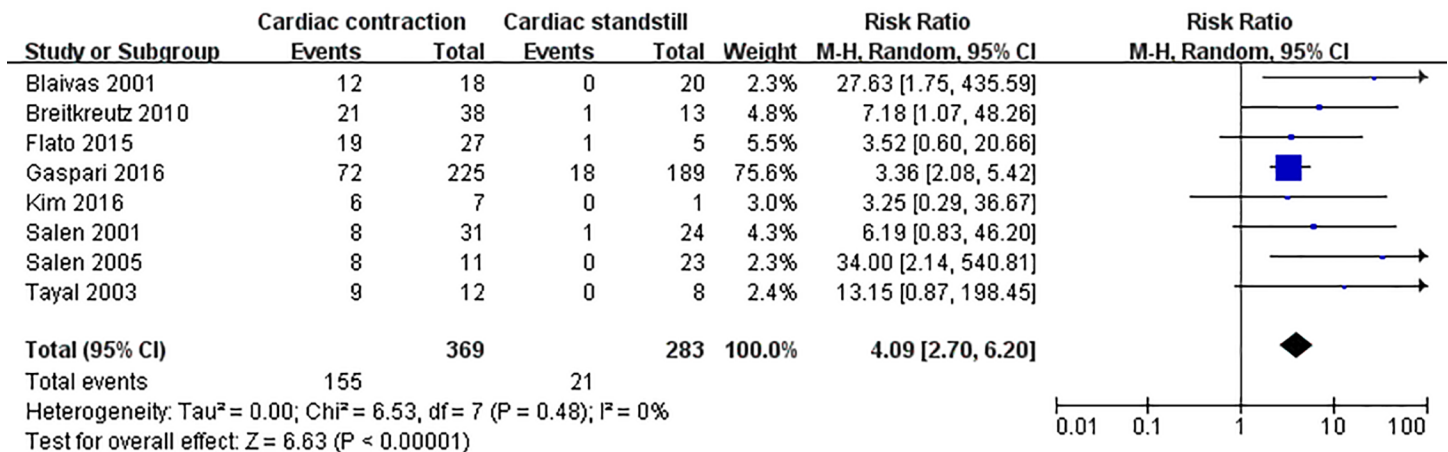 Cardiac contraction Cardiac standstill Risk Ratio Risk Ratio
Study or Subgroup Events Total Events Total Weight M-H, Random, 95% CI M-H, Random, 95% CI
Blaivas 2001 12 18 0 20 2.3% 27.63 [1.75, 435.59]
Breitkreutz 2010 21 38 1 13 4.8% 7.18 [1.07, 48.26]
Flato 2015 19 27 1 5 5.5% 3.52 [0.60, 20.66]
Gaspari 2016 72 225 18 189 75.6% 3.36 [2.08, 5.42]
Kim 2016 6 7 0 1 3.0% 3.25 [0.29, 36.67]
Salen 2001 8 31 1 24 4.3% 6.19 [0.83, 46.20]
Salen 2005 8 11 0 23 2.3% 34.00 [2.14, 540.81]
Tayal 2003 9 12 0 8 2.4% 13.15 [0.87, 198.45]
Total (95% CI) 369 283 100.0% 4.09 [2.70, 6.20]
Total events 155 21
Heterogeneity: Tau² = 0.00; Chi² = 6.53, df = 7 (P = 0.48); I² = 0%
Test for overall effect: Z = 6.63 (P < 0.00001)
0.01 0.1 1 10 100